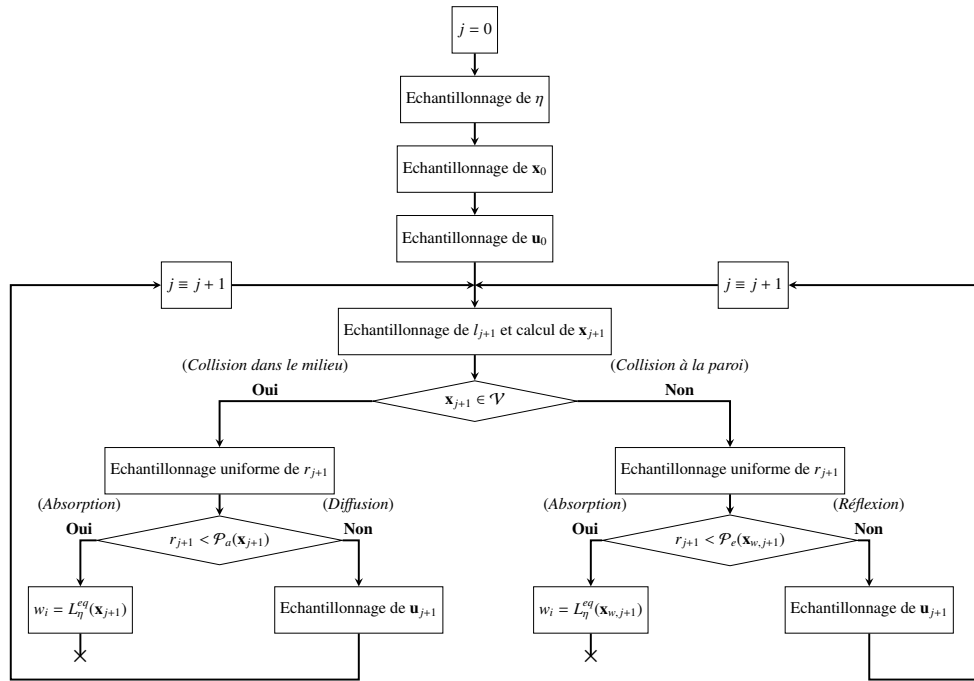 j = 0
Echantillonnage de η
Echantillonnage de x₀
Echantillonnage de u₀
j ≡ j + 1
j ≡ j + 1
Echantillonnage de l_{j+1} et calcul de x_{j+1}
(Collision dans le milieu)
(Collision à la paroi)
Oui
Non
x_{j+1} ∈ 𝒱
Echantillonnage uniforme de r_{j+1}
Echantillonnage uniforme de r_{j+1}
(Absorption)
(Diffusion)
(Absorption)
(Réflexion)
Oui
Non
Oui
Non
r_{j+1} < 𝒫_a(x_{j+1})
r_{j+1} < 𝒫_e(x_{w,j+1})
w_i = L_η^{eq}(x_{j+1})
Echantillonnage de u_{j+1}
w_i = L_η^{eq}(x_{w,j+1})
Echantillonnage de u_{j+1}